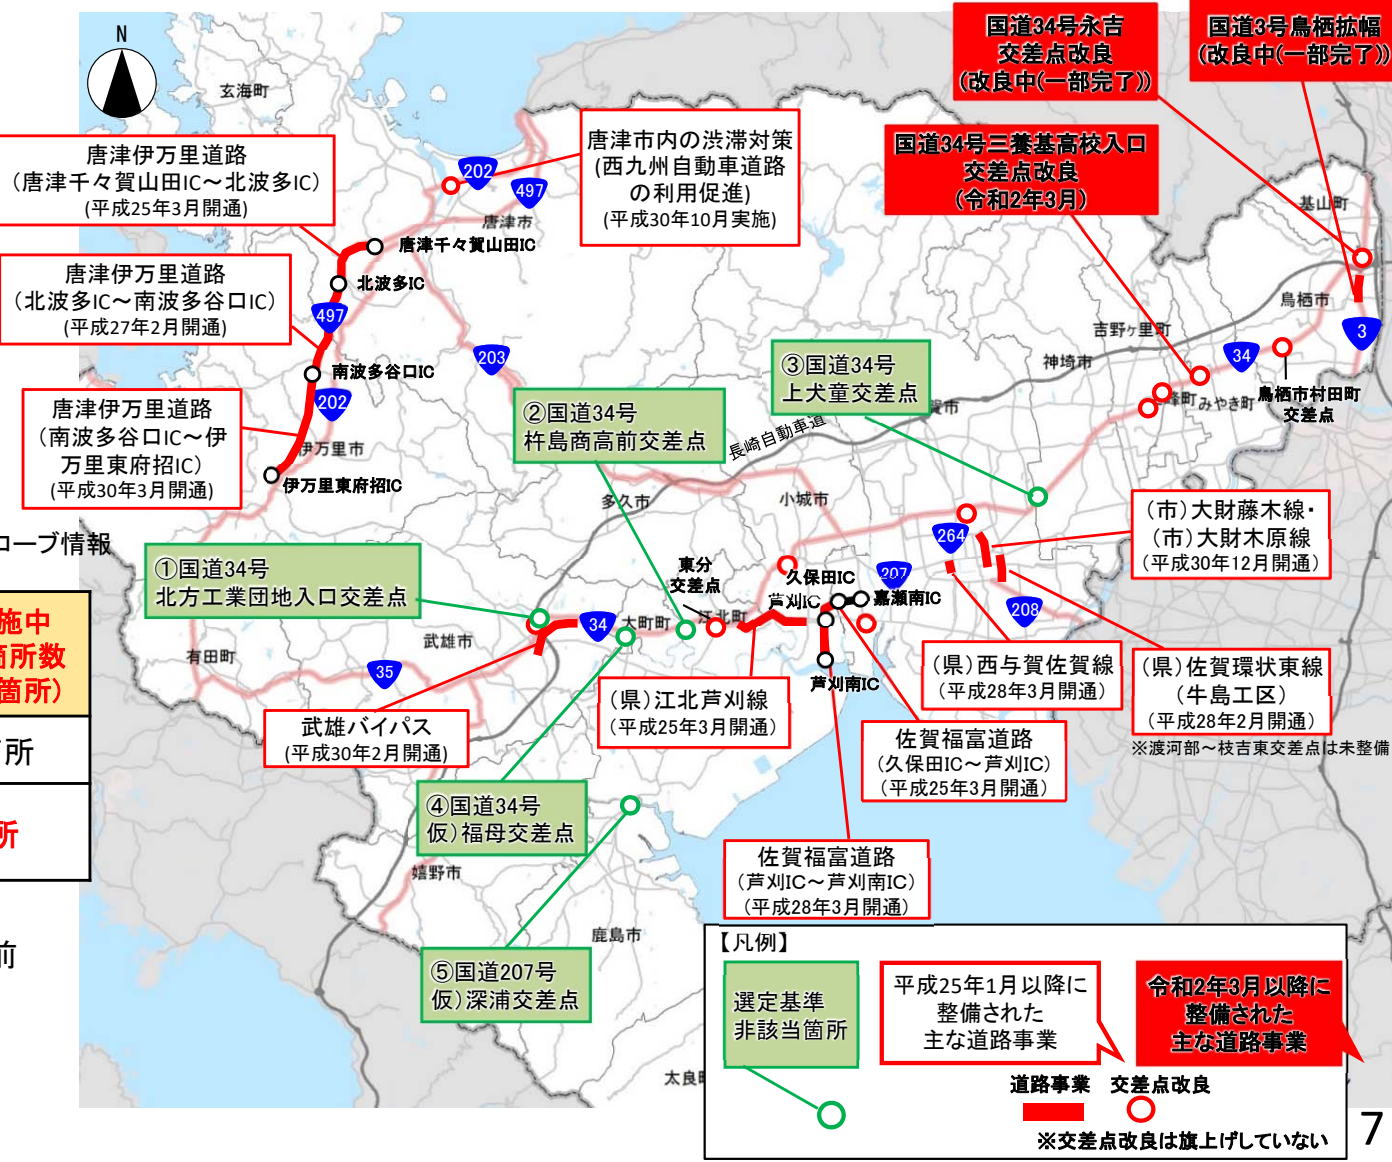 N
玄海町
国道34号永吉
交差点改良
(改良中(一部完了))
国道3号鳥栖拡幅
(改良中(一部完了))
唐津伊万里道路
(唐津千々賀山田IC～北波多IC)
(平成25年3月開通)
唐津市内の渋滞対策
(西九州自動車道路
の利用促進)
(平成30年10月実施)
国道34号三養基高校入口
交差点改良
(令和2年3月)
202
497
唐津市
基山町
唐津千々賀山田IC
北波多IC
唐津伊万里道路
(北波多IC～南波多谷口IC)
(平成27年2月開通)
497
鳥栖市
吉野ヶ里町
3
神埼市
34
203
南波多谷口IC
202
③国道34号
上犬童交差点
鳥栖市村田町
交差点
峰町
みやき町
賀市
唐津伊万里道路
(南波多谷口IC～伊
万里東府招IC)
(平成30年3月開通)
②国道34号
杵島商高前交差点
長崎自動車道
伊万里市
伊万里東府招IC
多久市
小城市
(市)大財藤木線・
(市)大財木原線
(平成30年12月開通)
ローブ情報
264
①国道34号
北方工業団地入口交差点
東分
交差点
久保田IC
207
芦刈IC
嘉瀬南IC
208
施中
箇所数
箇所)
所
所
前
34
大町町
江北町
武雄市
有田町
35
芦刈南IC
(県)江北芦刈線
(平成25年3月開通)
(県)西与賀佐賀線
(平成28年3月開通)
(県)佐賀環状東線
(牛島工区)
(平成28年2月開通)
※渡河部～枝吉東交差点は未整備
武雄バイパス
(平成30年2月開通)
佐賀福富道路
(久保田IC～芦刈IC)
(平成25年3月開通)
④国道34号
仮)福母交差点
佐賀福富道路
(芦刈IC～芦刈南IC)
(平成28年3月開通)
嬉野市
鹿島市
⑤国道207号
仮)深浦交差点
太良町
【凡例】
選定基準
非該当箇所
平成25年1月以降に
整備された
主な道路事業
令和2年3月以降に
整備された
主な道路事業
道路事業 交差点改良
※交差点改良は旗上げしていない
7